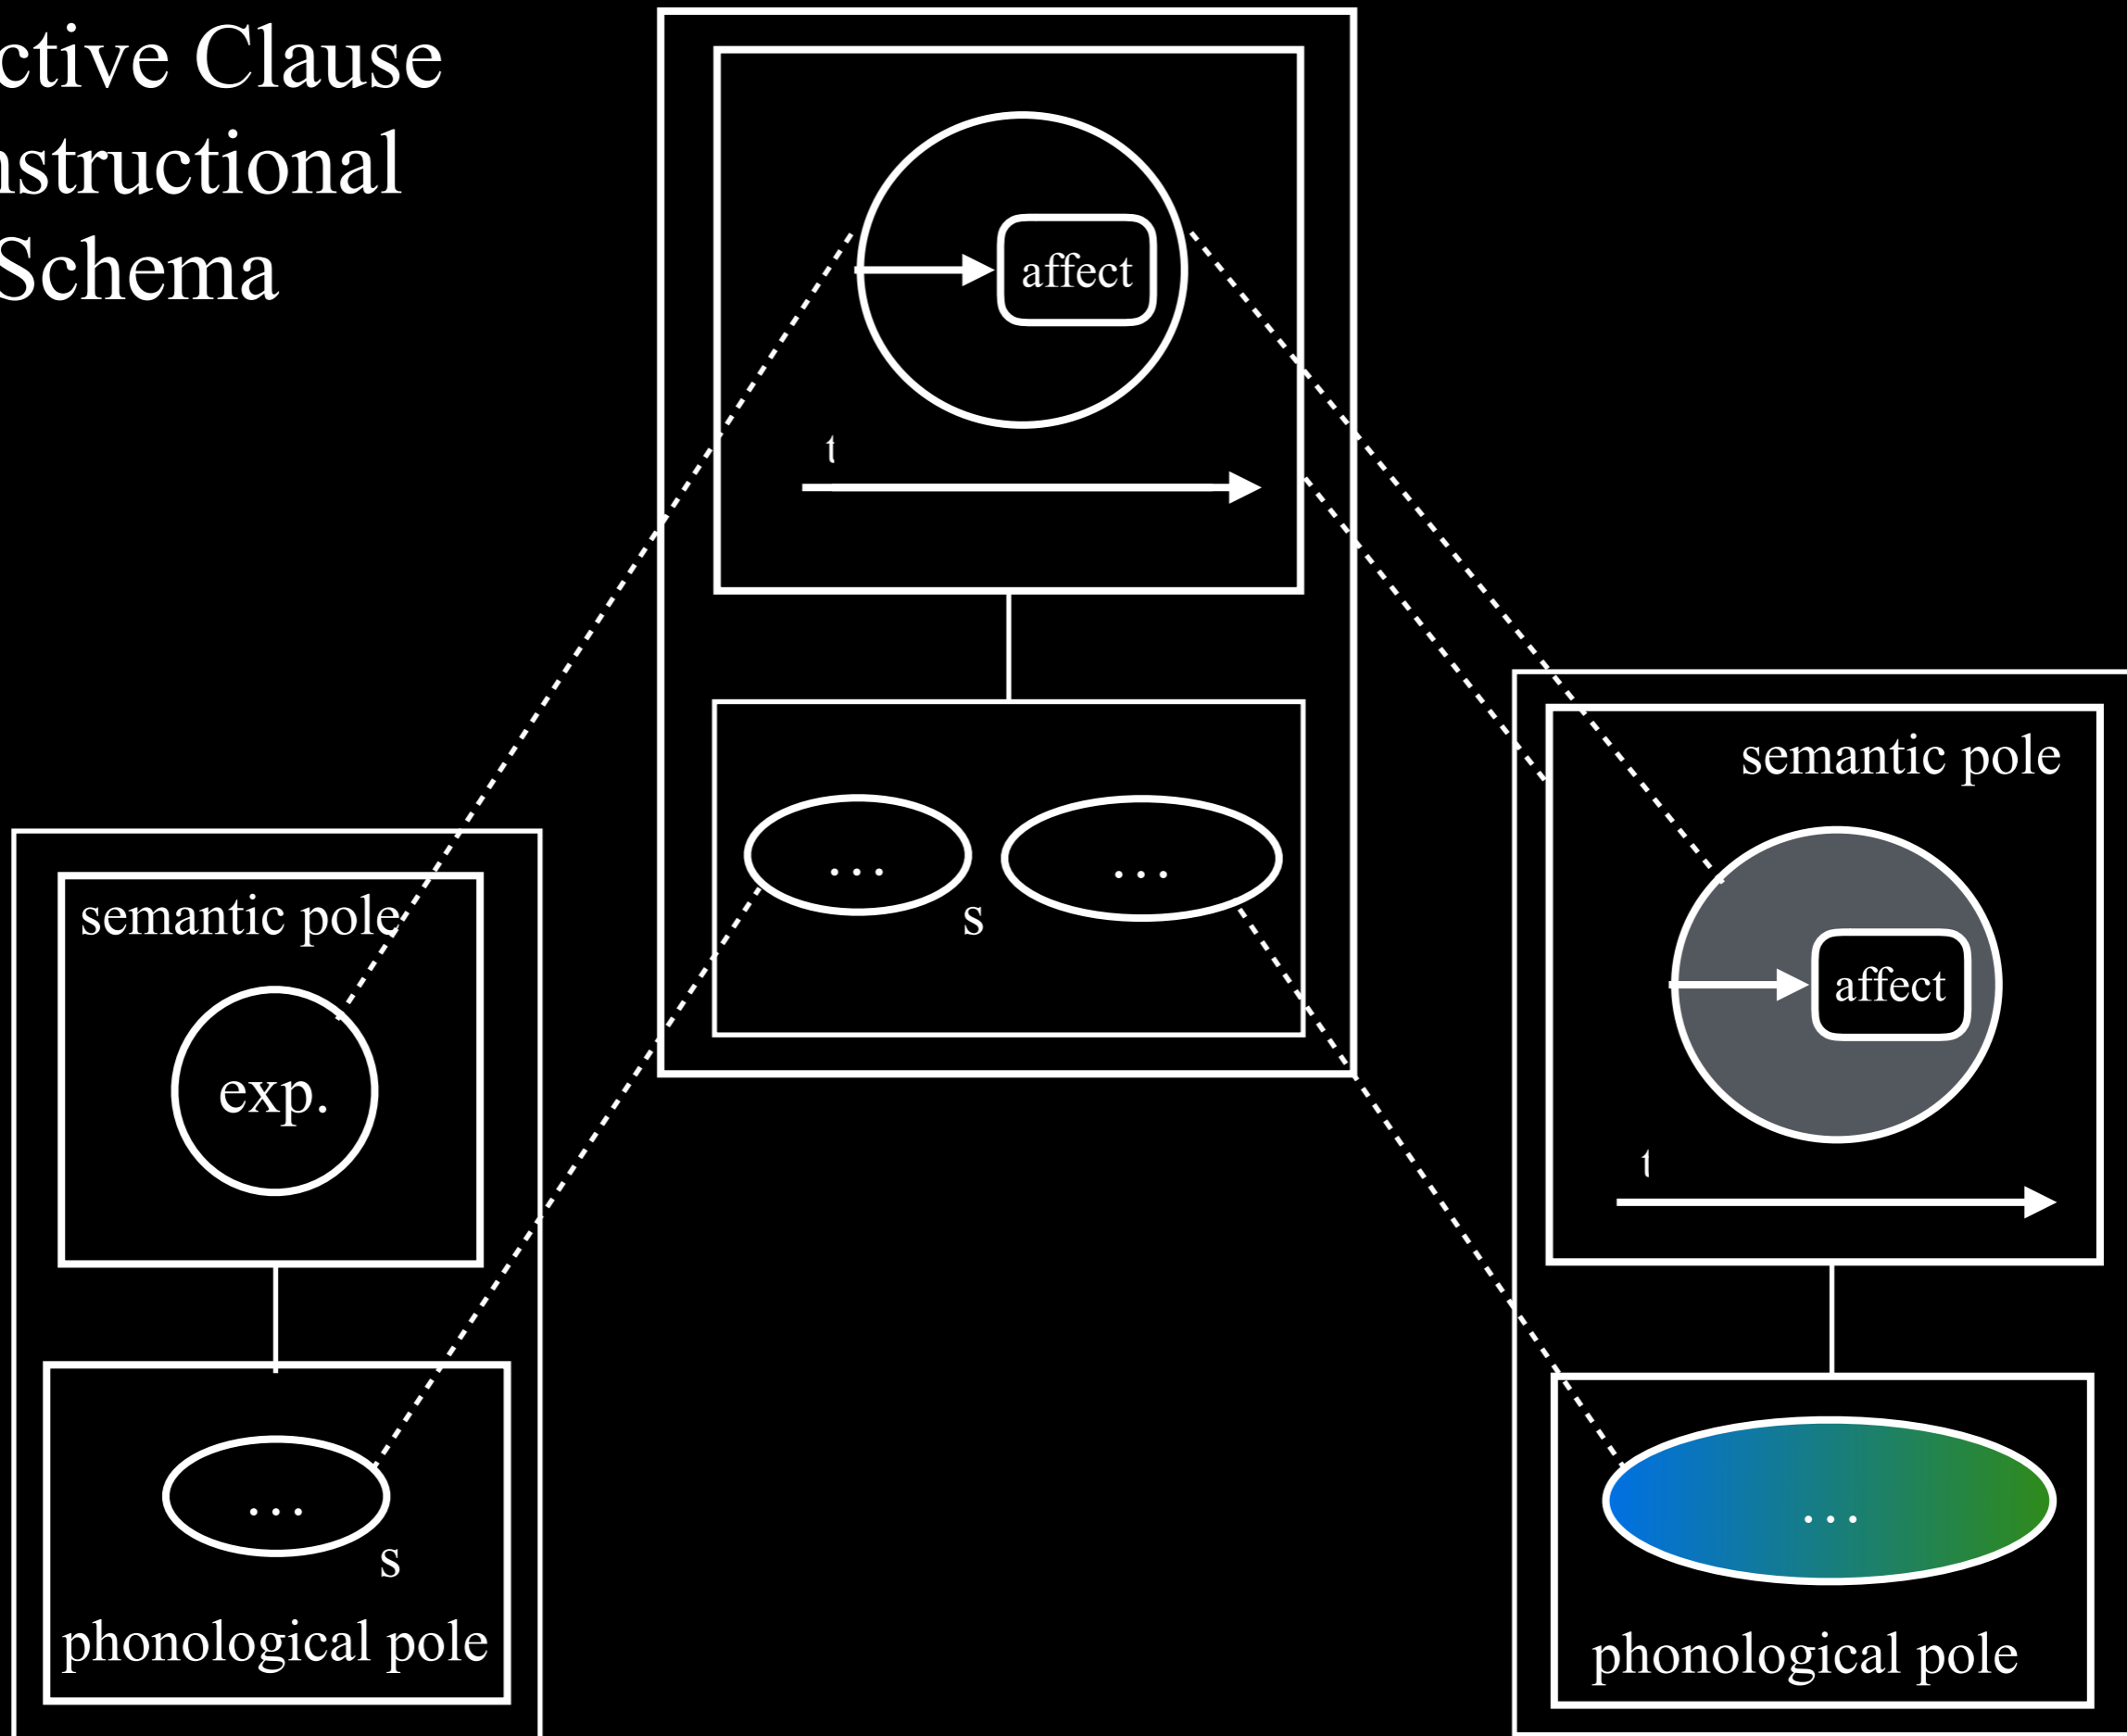 ctive Clause
nstructional
Schema
affect
t
... ...
s
semantic pole
exp.
...
s
phonological pole
semantic pole
affect
t
...
phonological pole